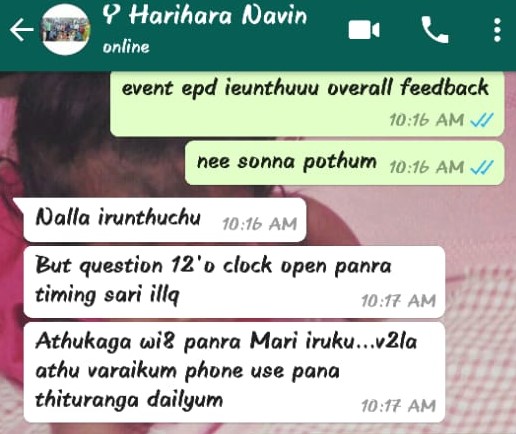 Y Harihara Navin
online
event epd ieunthuuu overall feedback
10:16 AM
nee sonna pothum 10:16 AM
Nalla irunthuchu 10:16 AM
But question 12'o clock open panra
timing sari illq
10:17 AM
Athukaga wi8 panra Mari iruku...v2la
athu varaikum phone use pana
thituranga dailyum
10:17 AM